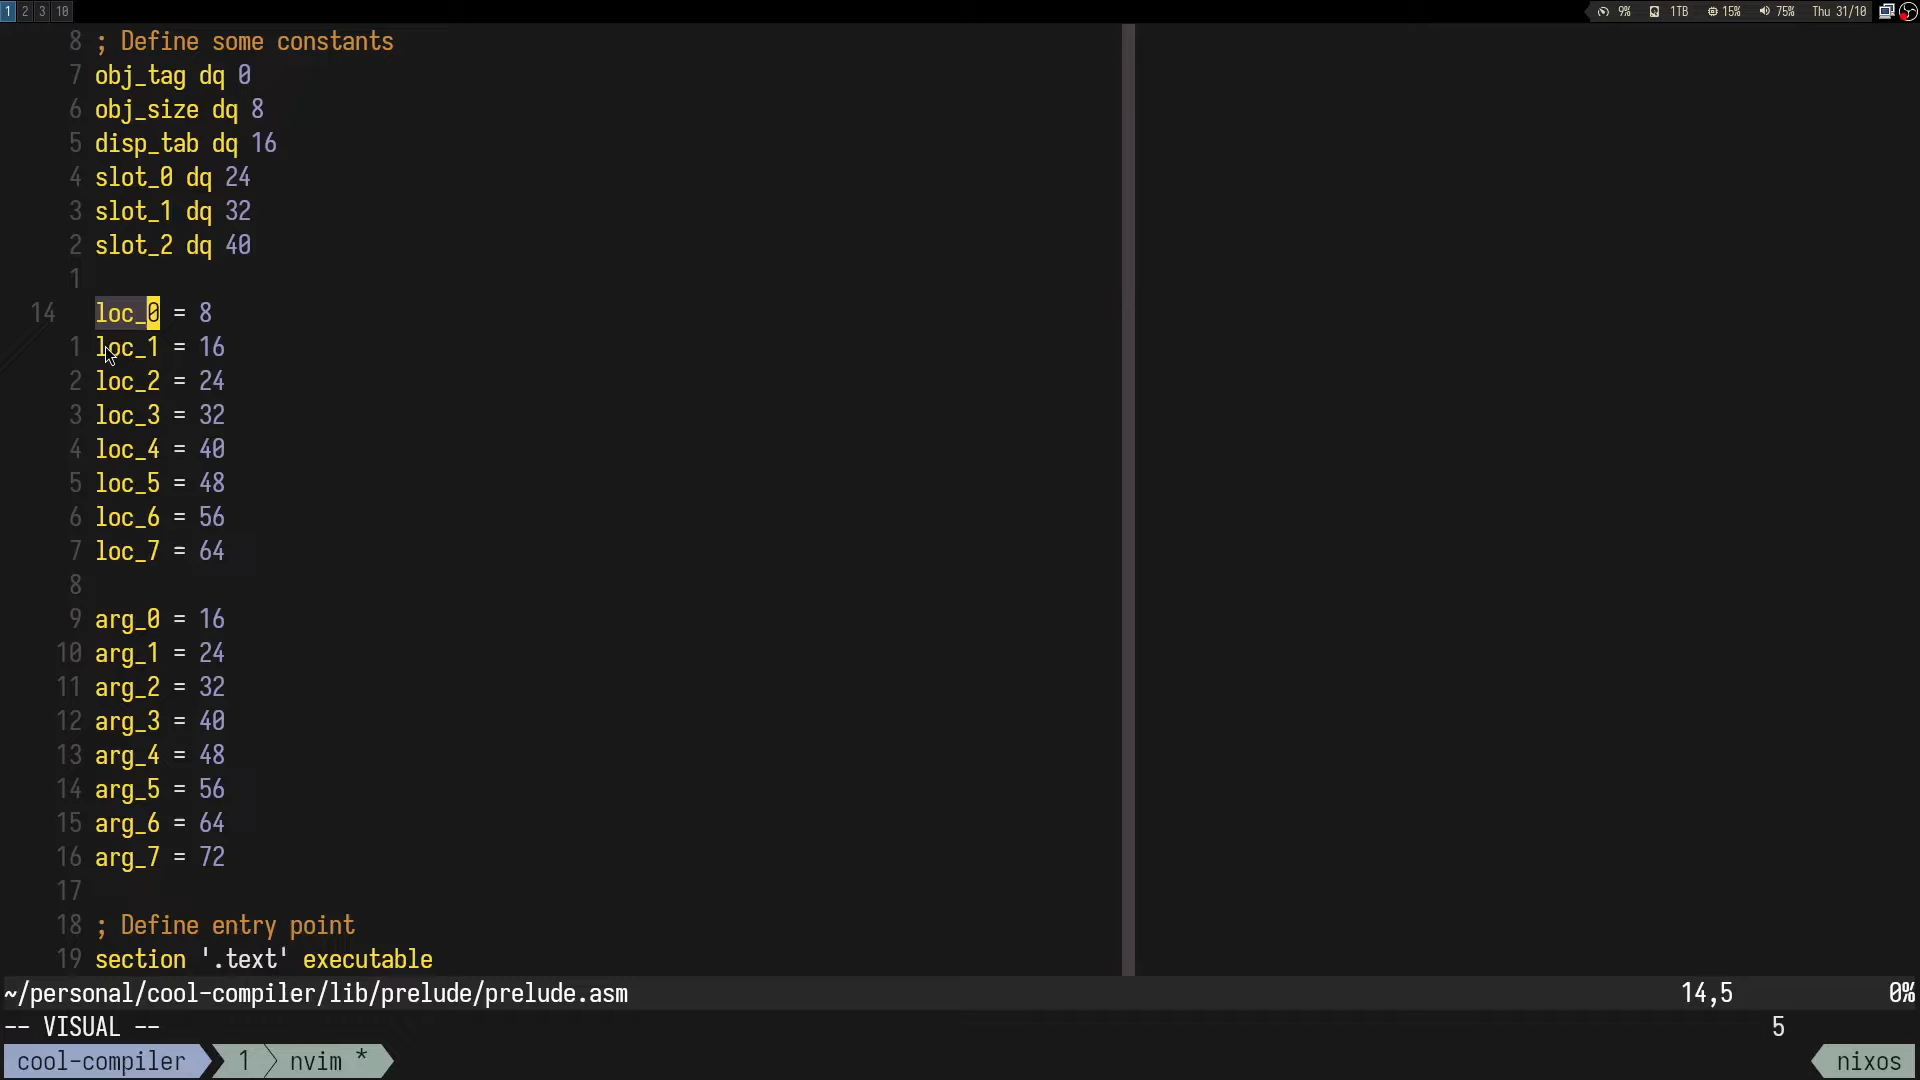 1 2 3 10 9% 1TB 15% 75% Thu 31/10
8 ; Define some constants
7 obj_tag dq 0
6 obj_size dq 8
5 disp_tab dq 16
4 slot_0 dq 24
3 slot_1 dq 32
2 slot_2 dq 40
1
14 loc_0 = 8
1 loc_1 = 16
2 loc_2 = 24
3 loc_3 = 32
4 loc_4 = 40
5 loc_5 = 48
6 loc_6 = 56
7 loc_7 = 64
8
9 arg_0 = 16
10 arg_1 = 24
11 arg_2 = 32
12 arg_3 = 40
13 arg_4 = 48
14 arg_5 = 56
15 arg_6 = 64
16 arg_7 = 72
17
18 ; Define entry point
19 section '.text' executable
~/personal/cool-compiler/lib/prelude/prelude.asm 14,5 0%
-- VISUAL -- 5
cool-compiler 1 nvim * nixos